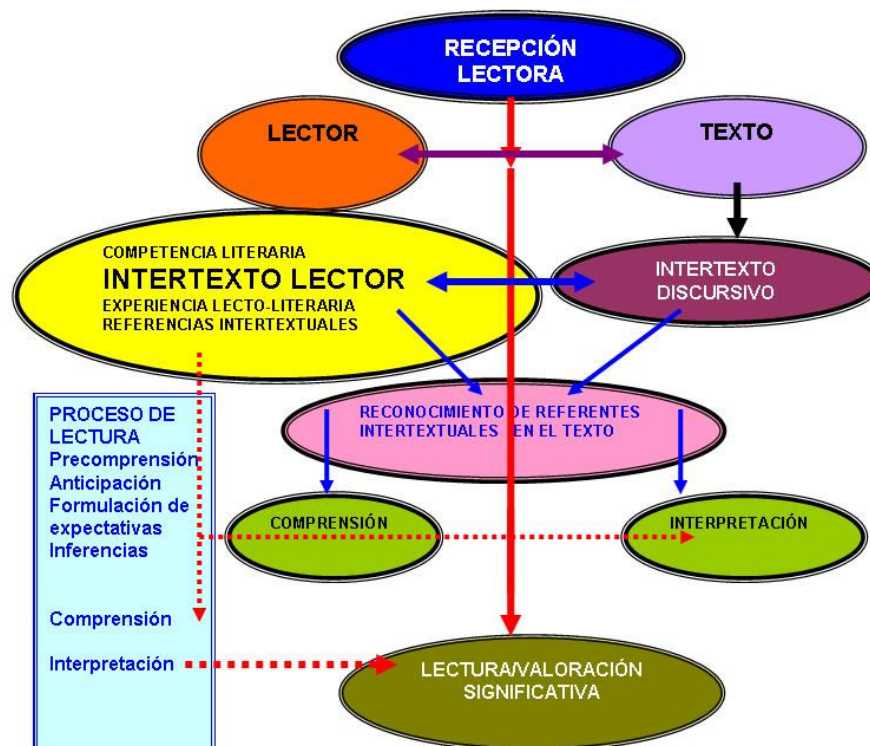 RECEPCIÓN
LECTORA
LECTOR
TEXTO
COMPETENCIA LITERARIA
INTERTEXTO LECTOR
EXPERIENCIA LECTO-LITERARIA
REFERENCIAS INTERTEXTUALES
INTERTEXTO
DISCURSIVO
RECONOCIMIENTO DE REFERENTES
INTERTEXTUALES EN EL TEXTO
PROCESO DE
LECTURA
Precomprensión
Anticipación
Formulación de
expectativas
Inferencias
Comprensión
Interpretación
COMPRENSIÓN
INTERPRETACIÓN
LECTURA/VALORACIÓN
SIGNIFICATIVA